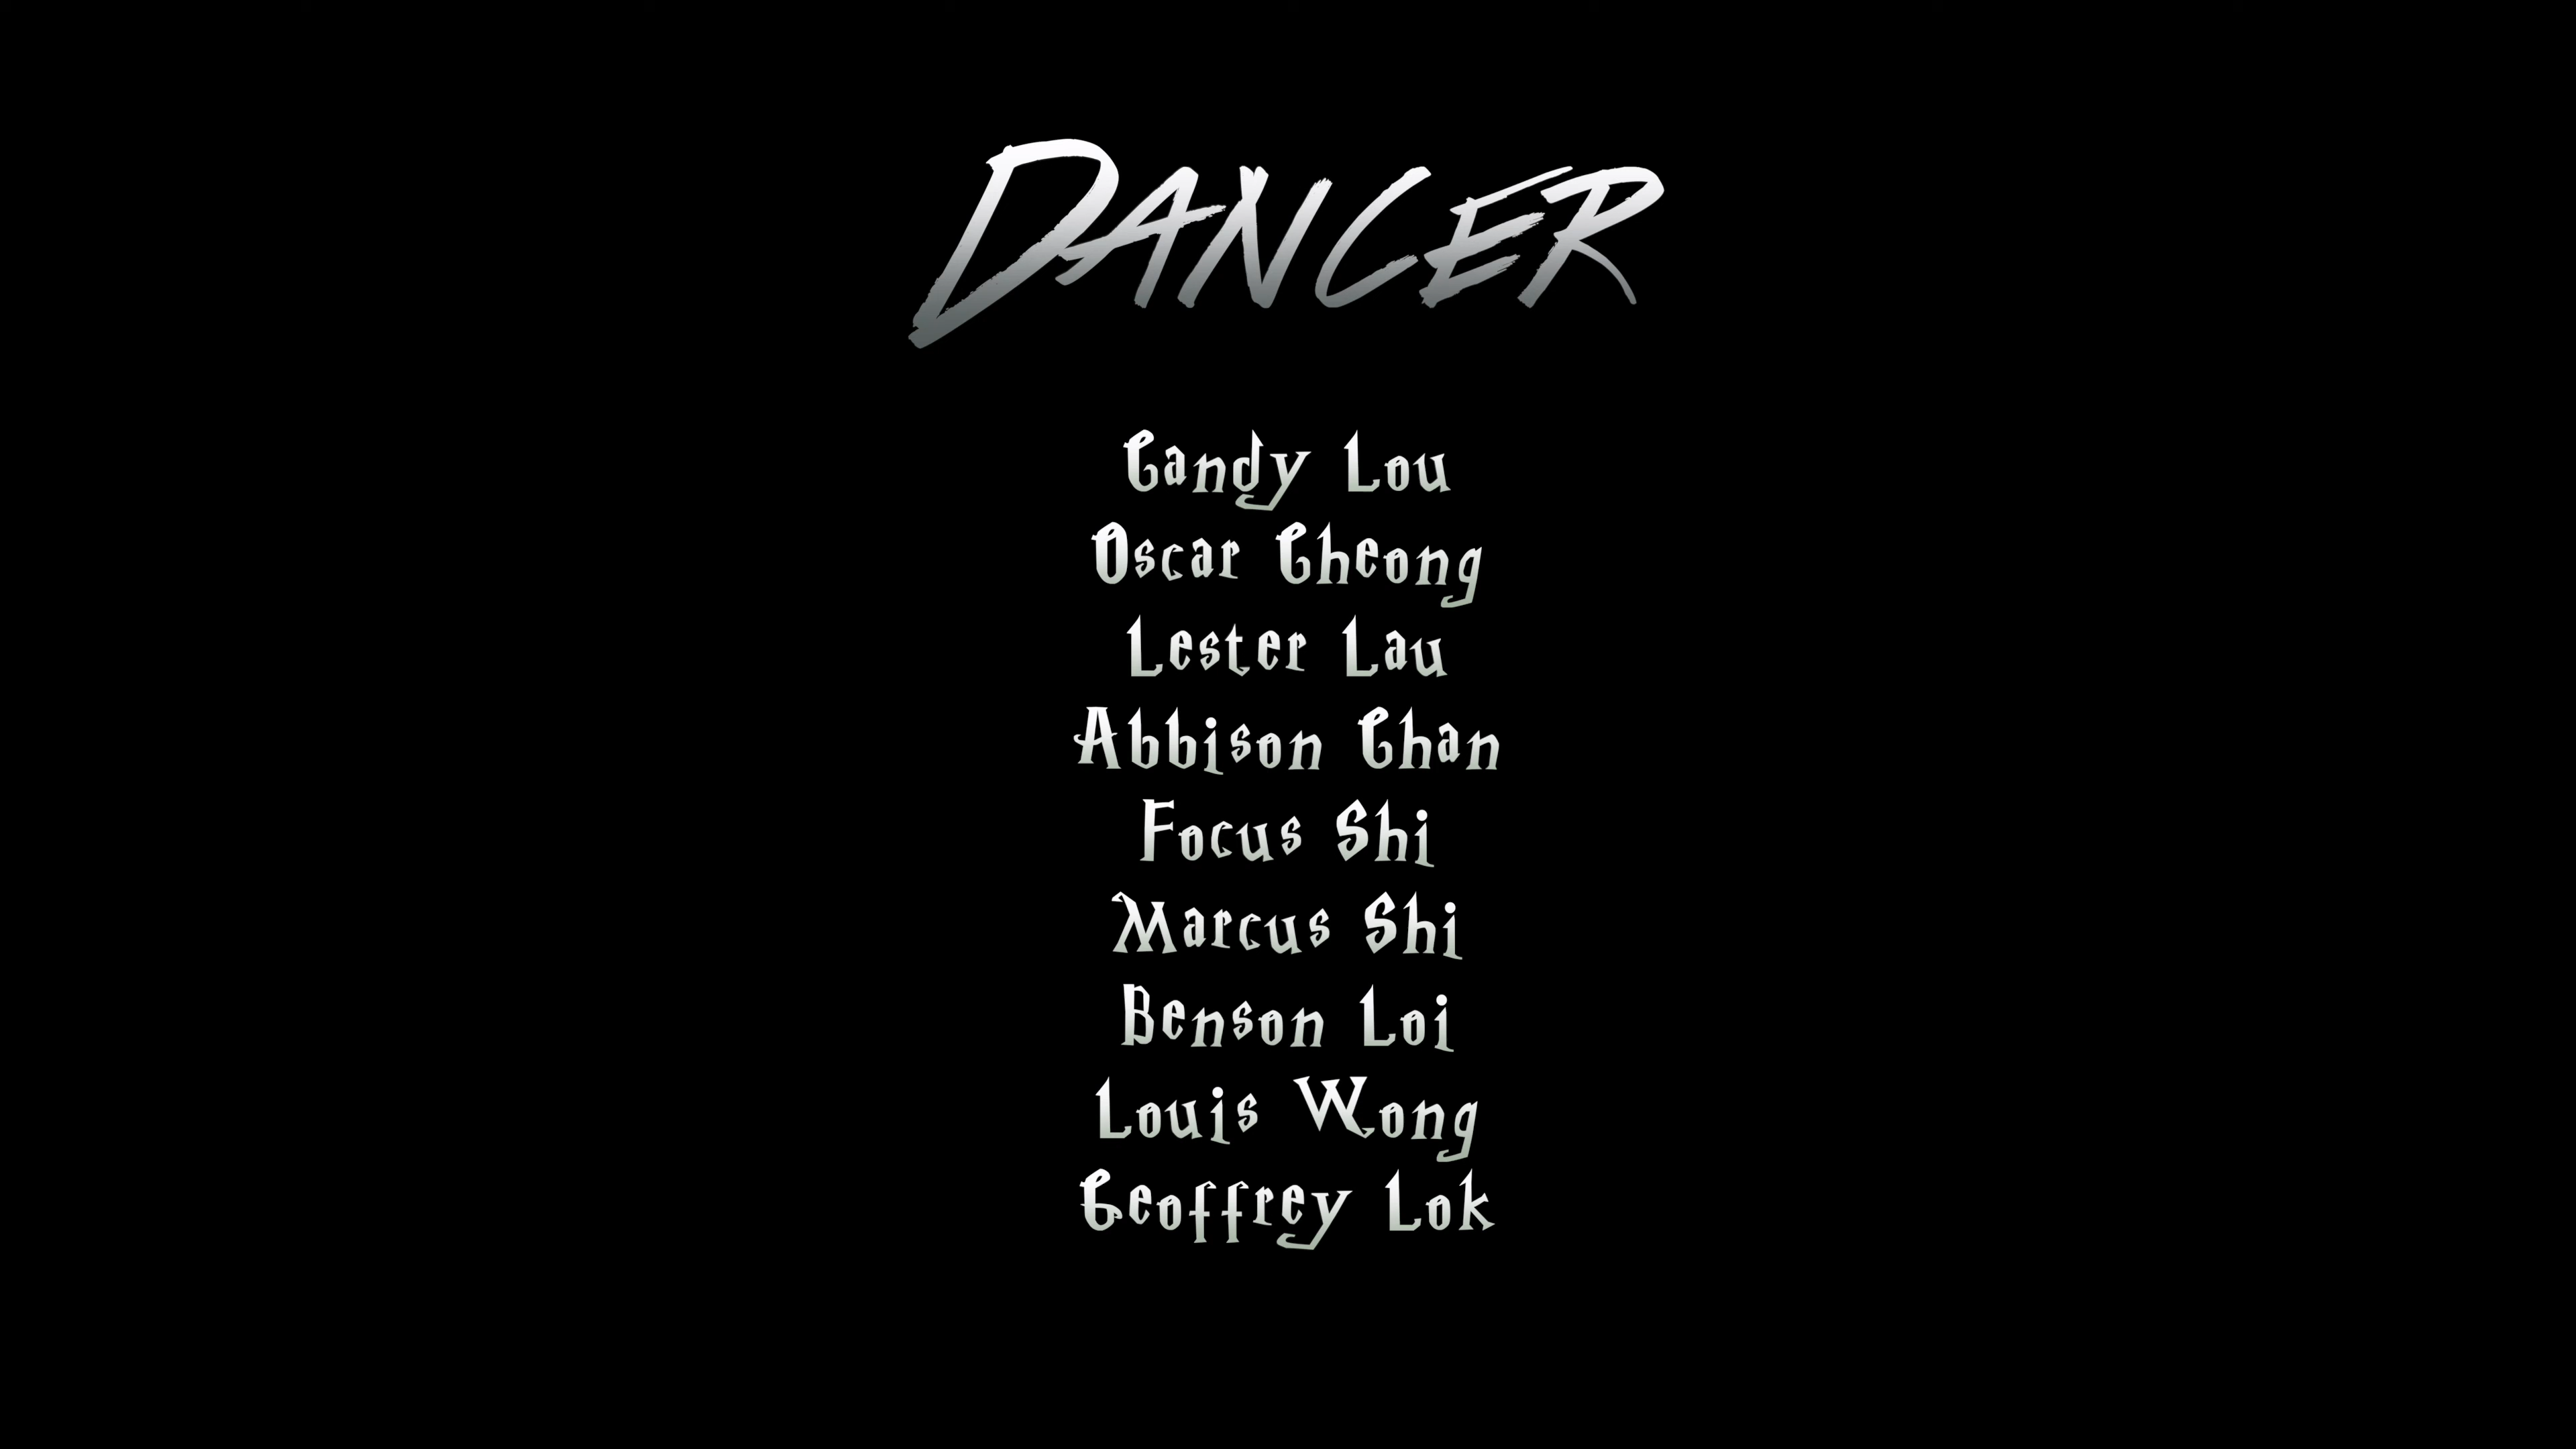 DANCER
Candy Lou
Oscar Cheong
Lester Lau
Abbison Chan
Focus Shi
Marcus Shi
Benson Loi
Louis Wong
Geoffrey Lok